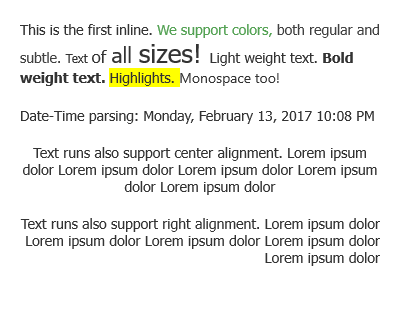 This is the first inline. We support colors, both regular and
subtle. Text of all sizes! Light weight text. Bold
weight text. Highlights. Monospace too!
Date-Time parsing: Monday, February 13, 2017 10:08 PM
Text runs also support center alignment. Lorem ipsum
dolor Lorem ipsum dolor Lorem ipsum dolor Lorem ipsum
dolor Lorem ipsum dolor
Text runs also support right alignment. Lorem ipsum dolor
Lorem ipsum dolor Lorem ipsum dolor Lorem ipsum dolor
Lorem ipsum dolor